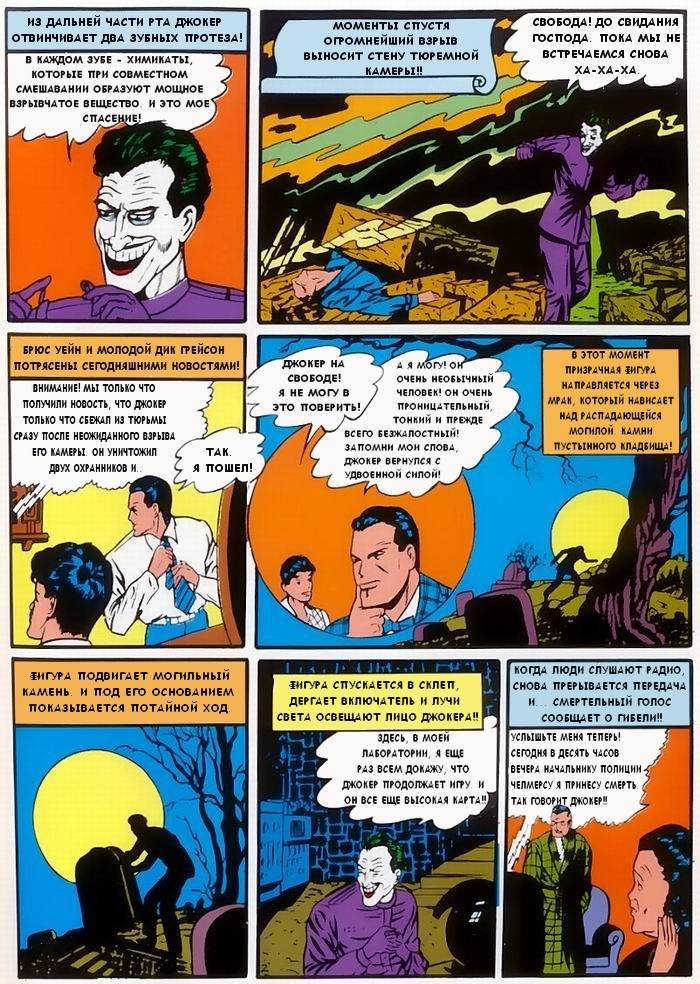 ИЗ ДАЛЬНЕЙ ЧАСТИ РТА ДЖОКЕР
ОТВИНЧИВАЕТ ДВА ЗУБНЫХ ПРОТЕЗА!
В КАЖДОМ ЗУБЕ - ХИМИКАТЫ,
КОТОРЫЕ ПРИ СОВМЕСТНОМ
СМЕШАВАНИИ ОБРАЗУЮТ МОЩНОЕ
ВЗРЫВЧАТОЕ ВЕЩЕСТВО. И ЭТО МОЕ
СПАСЕНИЕ!
МОМЕНТЫ СПУСТЯ
ОГРОМНЕЙШИЙ ВЗРЫВ
ВЫНОСИТ СТЕНУ ТЮРЕМНОЙ
КАМЕРЫ!!
СВОБОДА! ДО СВИДАНИЯ
ГОСПОДА. ПОКА МЫ НЕ
ВСТРЕЧАЕМСЯ СНОВА
ХА-ХА-ХА.
БРЮС УЕЙН И МОЛОДОЙ ДИК ГРЕЙСОН
ПОТРЯСЕНЫ СЕГОДНЯШНИМИ НОВОСТЯМИ!
ВНИМАНИЕ! МЫ ТОЛЬКО ЧТО
ПОЛУЧИЛИ НОВОСТЬ, ЧТО ДЖОКЕР
ТОЛЬКО ЧТО СБЕЖАЛ ИЗ ТЮРЬМЫ
СРАЗУ ПОСЛЕ НЕОЖИДАННОГО ВЗРЫВА
ЕГО КАМЕРЫ. ОН УНИЧТОЖИЛ
ДВУХ ОХРАННИКОВ И..
ТАК.
Я ПОШЕЛ!
ДЖОКЕР НА
СВОБОДЕ!
Я НЕ МОГУ В
ЭТО ПОВЕРИТЬ!
А Я МОГУ! ОН
ОЧЕНЬ НЕОБЫЧНЫЙ
ЧЕЛОВЕК! ОН ОЧЕНЬ
ПРОНИЦАТЕЛЬНЫЙ,
ТОНКИЙ И ПРЕЖДЕ
ВСЕГО БЕЗЖАЛОСТНЫЙ!
ЗАПОМНИ МОИ СЛОВА,
ДЖОКЕР ВЕРНУЛСЯ С
УДВОЕННОЙ СИЛОЙ!
В ЭТОТ МОМЕНТ
ПРИЗРАЧНАЯ ФИГУРА
НАПРАВЛЯЕТСЯ ЧЕРЕЗ
МРАК, КОТОРЫЙ НАВИСАЕТ
НАД РАСПАДАЮЩЕЙСЯ
МОГИЛОЙ. КАМНИ
ПУСТЫННОГО КЛАДБИЩА!
ФИГУРА ПОДВИГАЕТ МОГИЛЬНЫЙ
КАМЕНЬ. И ПОД ЕГО ОСНОВАНИЕМ
ПОКАЗЫВАЕТСЯ ПОТАЙНОЙ ХОД.
ФИГУРА СПУСКАЕТСЯ В СКЛЕП,
ДЕРГАЕТ ВКЛЮЧАТЕЛЬ И ЛУЧИ
СВЕТА ОСВЕЩАЮТ ЛИЦО ДЖОКЕРА!!
ЗДЕСЬ, В МОЕЙ
ЛАБОРАТОРИИ, Я ЕЩЕ
РАЗ ВСЕМ ДОКАЖУ, ЧТО
ДЖОКЕР ПРОДОЛЖАЕТ ИГРУ. И
ОН ВСЕ ЕЩЕ ВЫСОКАЯ КАРТА!!
КОГДА ЛЮДИ СЛУШАЮТ РАДИО,
СНОВА ПРЕРЫВАЕТСЯ ПЕРЕДАЧА
И... СМЕРТЕЛЬНЫЙ ГОЛОС
СООБЩАЕТ О ГИБЕЛИ!!
УСЛЫШЬТЕ МЕНЯ ТЕПЕРЬ!
СЕГОДНЯ В ДЕСЯТЬ ЧАСОВ
ВЕЧЕРА НАЧАЛЬНИКУ ПОЛИЦИИ
ЧЕЛМЕРСУ Я ПРИНЕСУ СМЕРТЬ.
ТАК ГОВОРИТ ДЖОКЕР!!